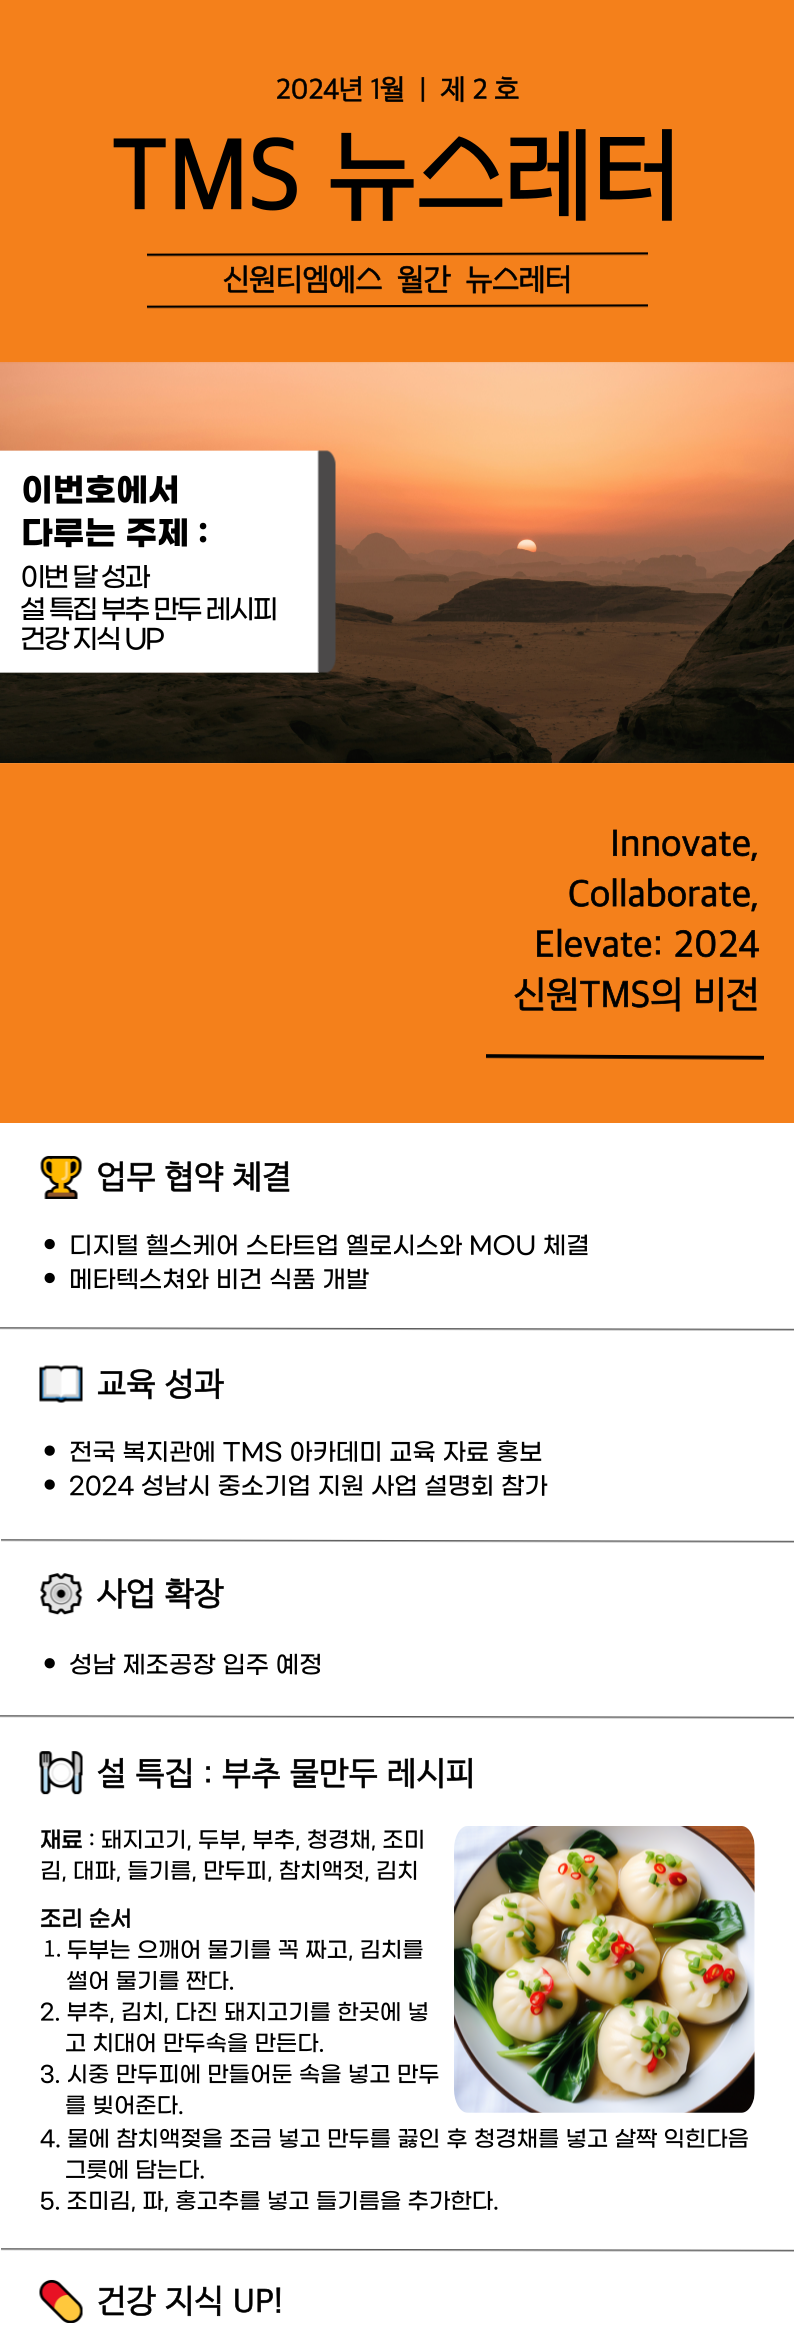 2024년 1월 | 제 2 호
TMS 뉴스레터
신원티엠에스 월간 뉴스레터
이번호에서
다루는 주제 :
이번 달 성과
설 특집 부추 만두 레시피
건강 지식 UP
Innovate,
Collaborate,
Elevate: 2024
신원TMS의 비전
업무 협약 체결
• 디지털 헬스케어 스타트업 옐로시스와 MOU 체결
• 메타텍스쳐와 비건 식품 개발
교육 성과
• 전국 복지관에 TMS 아카데미 교육 자료 홍보
• 2024 성남시 중소기업 지원 사업 설명회 참가
사업 확장
• 성남 제조공장 입주 예정
설 특집 : 부추 물만두 레시피
재료 : 돼지고기, 두부, 부추, 청경채, 조미
김, 대파, 들기름, 만두피, 참치액젓, 김치
조리 순서
1. 두부는 으깨어 물기를 꼭 짜고, 김치를
썰어 물기를 짠다.
2. 부추, 김치, 다진 돼지고기를 한곳에 넣
고 치대어 만두속을 만든다.
3. 시중 만두피에 만들어둔 속을 넣고 만두
를 빚어준다.
4. 물에 참치액젖을 조금 넣고 만두를 끓인 후 청경채를 넣고 살짝 익힌다음
그릇에 담는다.
5. 조미김, 파, 홍고추를 넣고 들기름을 추가한다.
건강 지식 UP!